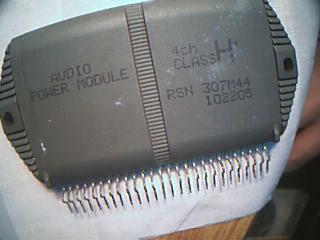 AUDIO
POWER MODULE
4ch
CLASS H
RSN 307M44
102205